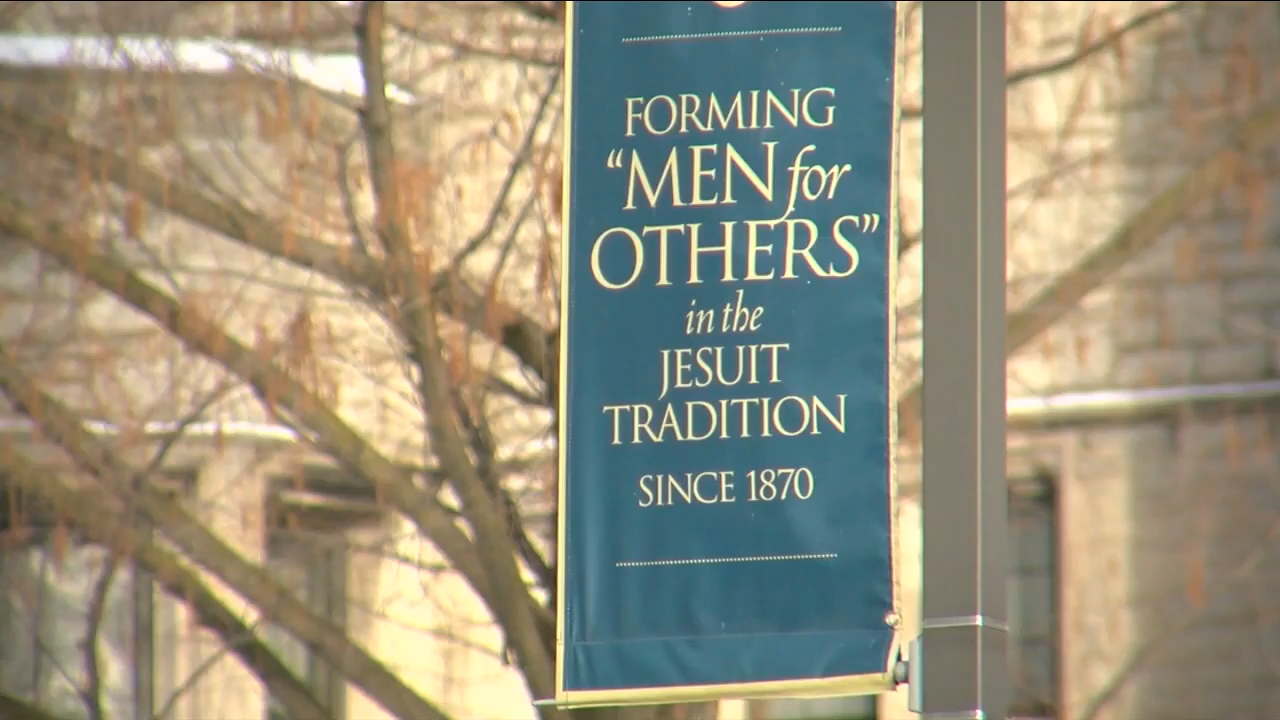 FORMING
“MEN for
OTHERS”
in the
JESUIT
TRADITION
SINCE 1870